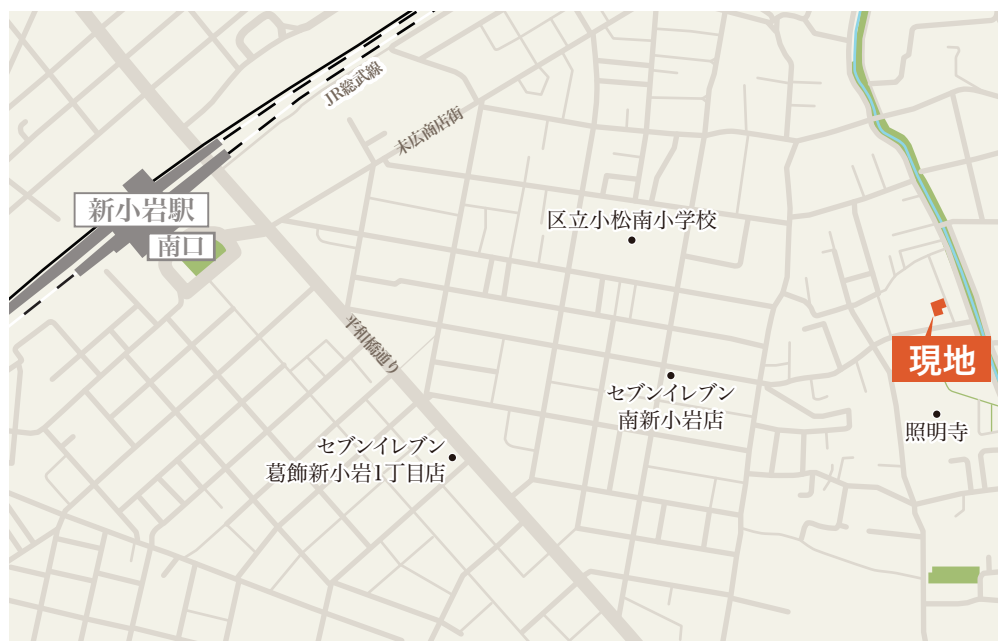 JR総武線
末広商店街
新小岩駅
南口
区立小松南小学校
平和橋通り
現地
セブンイレブン
南新小岩店
照明寺
セブンイレブン
葛飾新小岩1丁目店